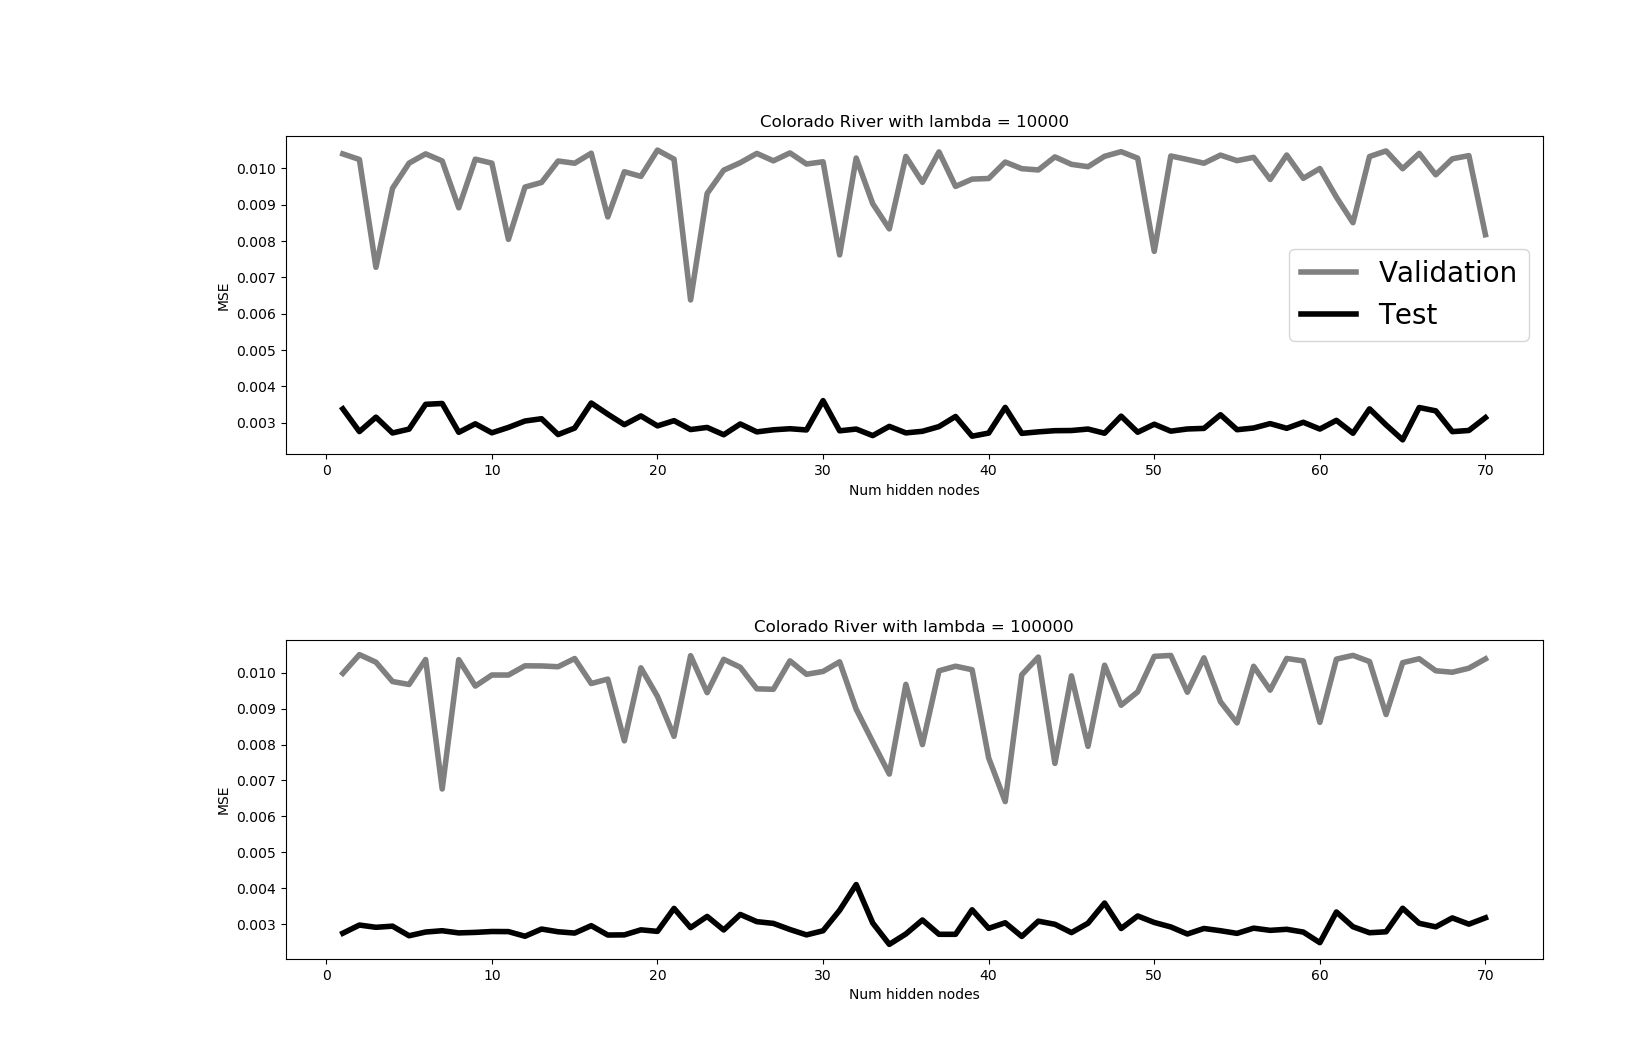 Colorado River with lambda = 10000
0.010
0.009
0.008
0.007
0.006
0.005
0.004
0.003
MSE
Validation
Test
0 10 20 30 40 50 60 70
Num hidden nodes
Colorado River with lambda = 100000
0.010
0.009
0.008
0.007
0.006
0.005
0.004
0.003
MSE
0 10 20 30 40 50 60 70
Num hidden nodes